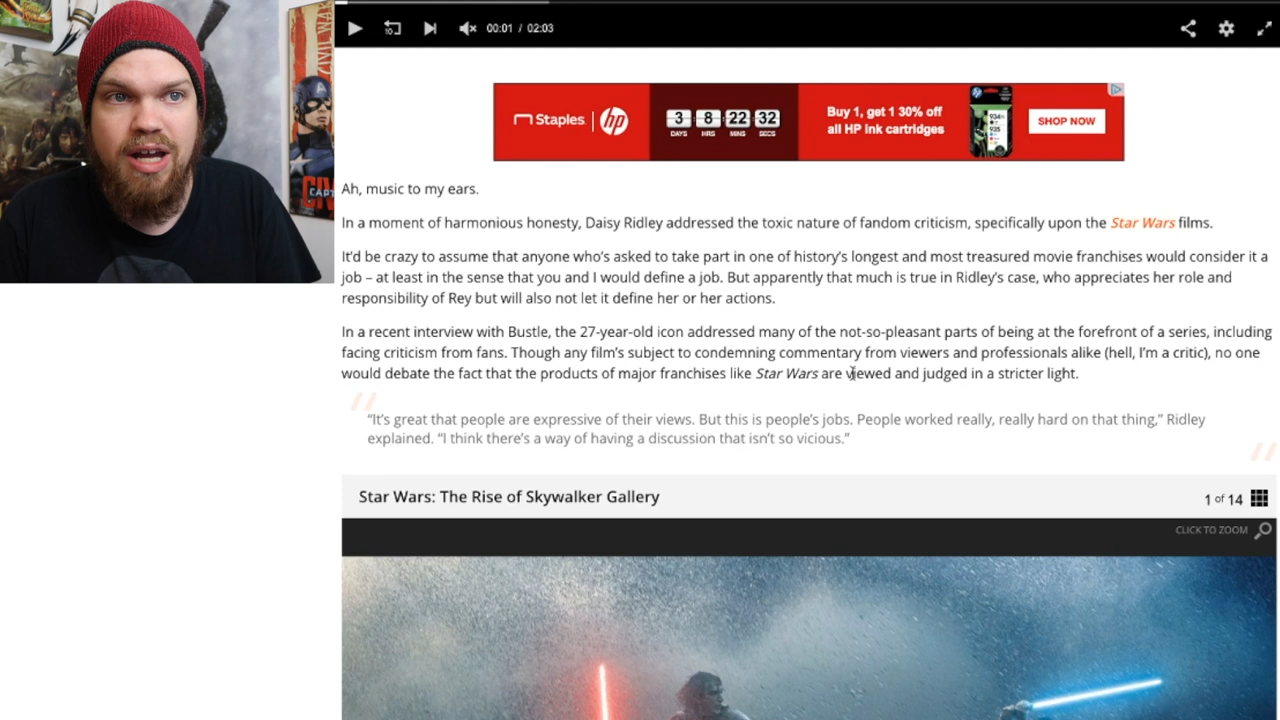 10
00:01 / 02:03
Staples | hp
3 8 22 32
DAYS HRS MINS SECS
Buy 1, get 1 30% off
all HP ink cartridges
SHOP NOW
CIVIL WAR
CAPT
CIV
Ah, music to my ears.
In a moment of harmonious honesty, Daisy Ridley addressed the toxic nature of fandom criticism, specifically upon the Star Wars films.
It'd be crazy to assume that anyone who's asked to take part in one of history's longest and most treasured movie franchises would consider it a
job – at least in the sense that you and I would define a job. But apparently that much is true in Ridley's case, who appreciates her role and
responsibility of Rey but will also not let it define her or her actions.
In a recent interview with Bustle, the 27-year-old icon addressed many of the not-so-pleasant parts of being at the forefront of a series, including
facing criticism from fans. Though any film's subject to condemning commentary from viewers and professionals alike (hell, I'm a critic), no one
would debate the fact that the products of major franchises like Star Wars are viewed and judged in a stricter light.
“It's great that people are expressive of their views. But this is people's jobs. People worked really, really hard on that thing,” Ridley
explained. “I think there's a way of having a discussion that isn't so vicious.”
Star Wars: The Rise of Skywalker Gallery
1 of 14
CLICK TO ZOOM